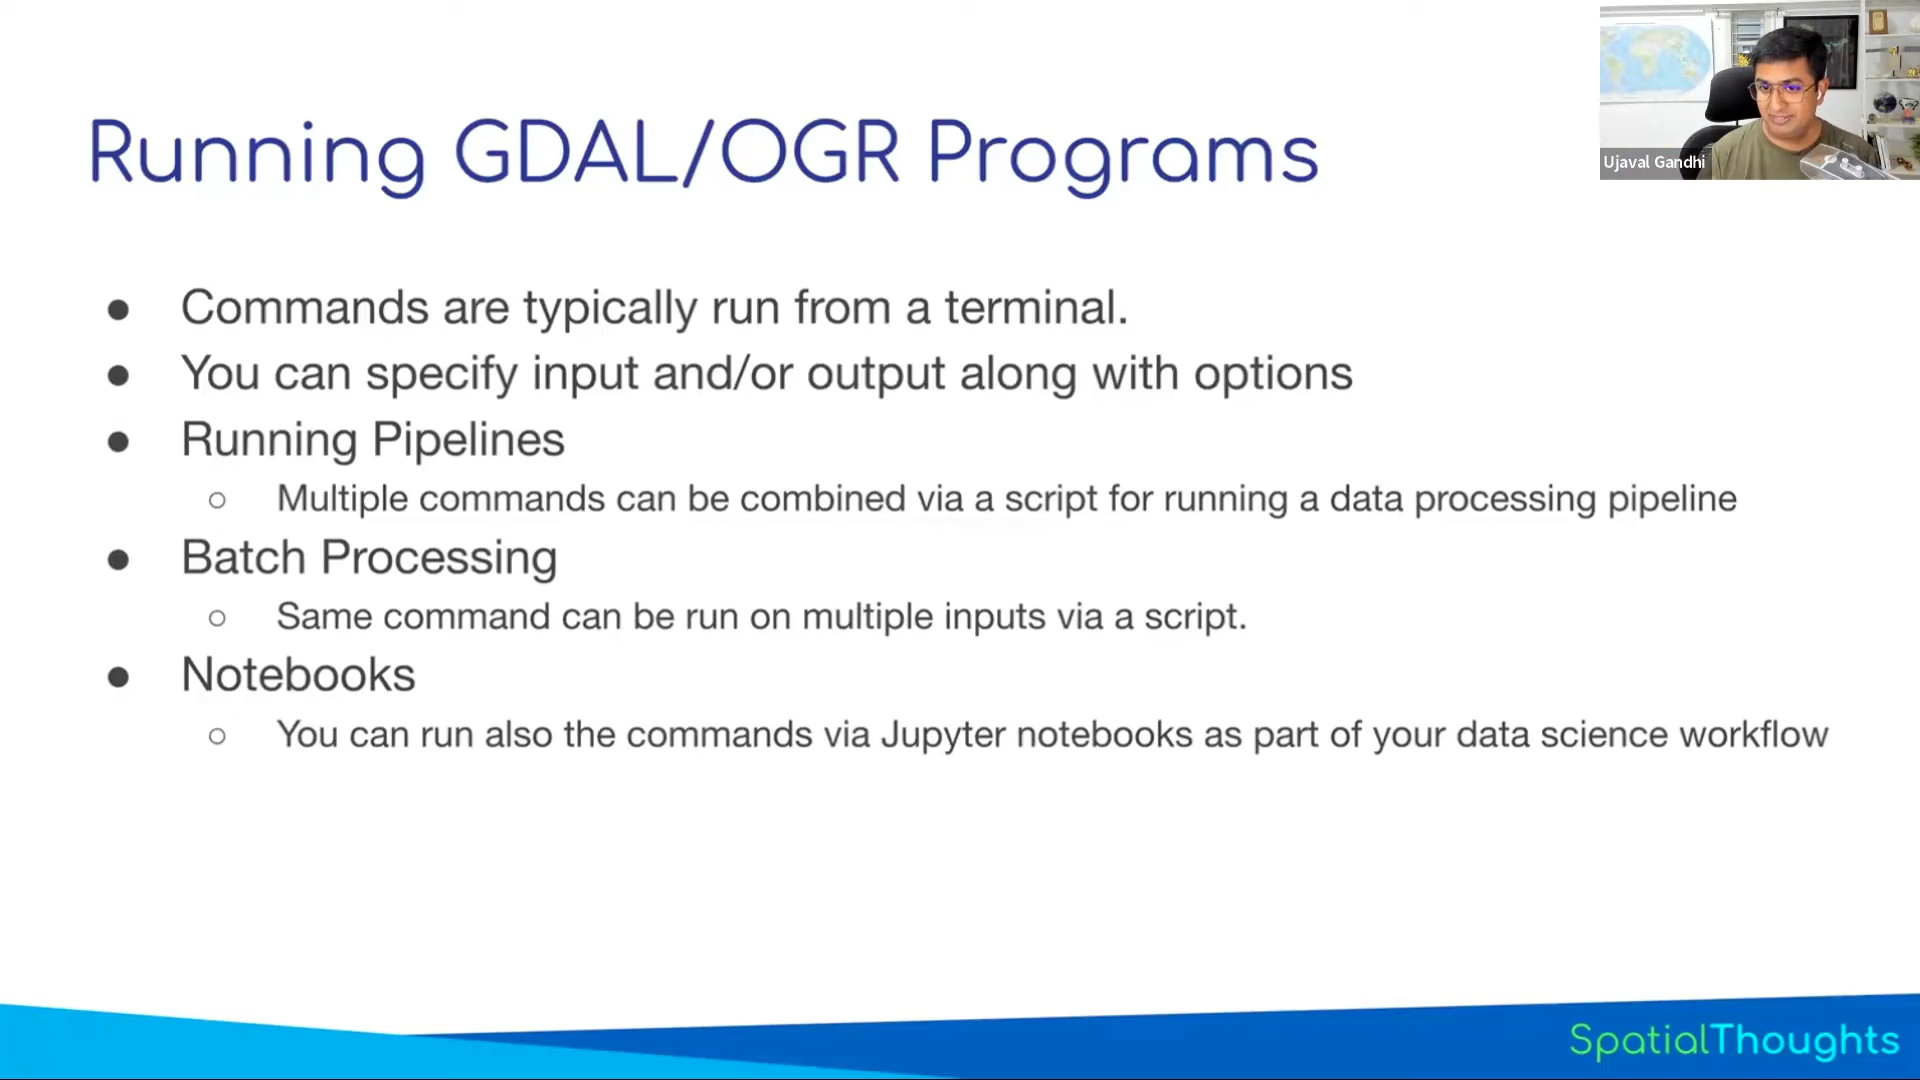 Running GDAL/OGR Programs
Ujaval Gandhi
● Commands are typically run from a terminal.
● You can specify input and/or output along with options
● Running Pipelines
○ Multiple commands can be combined via a script for running a data processing pipeline
● Batch Processing
○ Same command can be run on multiple inputs via a script.
● Notebooks
○ You can run also the commands via Jupyter notebooks as part of your data science workflow
SpatialThoughts